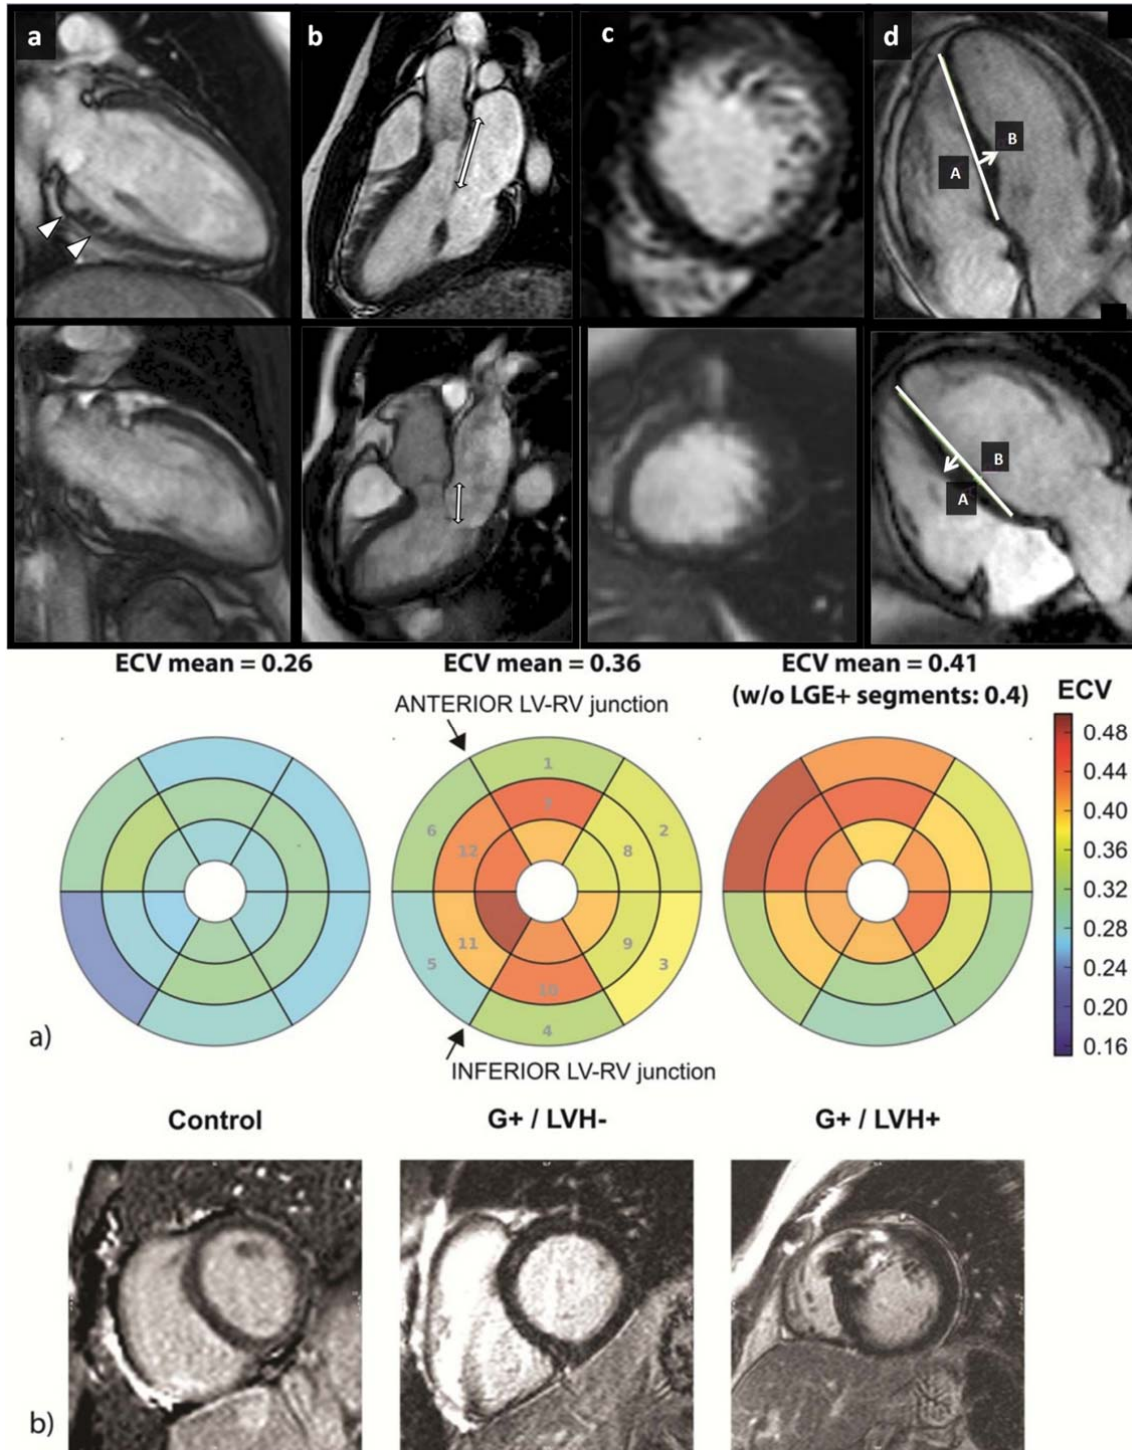 a b c d
B
A
B
A
ECV mean = 0.26 ECV mean = 0.36 ECV mean = 0.41
(w/o LGE+ segments: 0.4) ECV
ANTERIOR LV-RV junction
0.48
0.44
0.40
0.36
0.32
0.28
0.24
0.20
0.16
1
2
6
12 8
11 9
5 3
10
4
a)
INFERIOR LV-RV junction
Control G+ / LVH- G+ / LVH+
b)